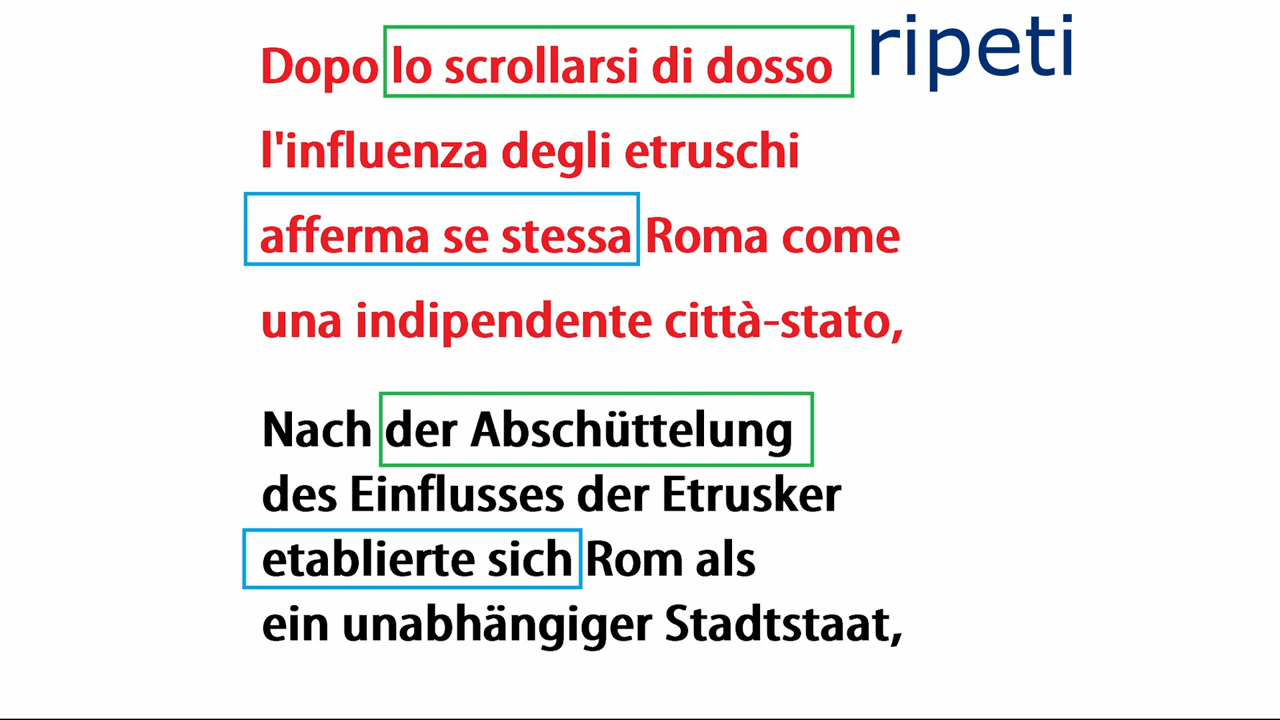 Dopo lo scrollarsi di dosso ripeti
l'influenza degli etruschi
afferma se stessa Roma come
una indipendente città-stato,
Nach der Abschüttelung
des Einflusses der Etrusker
etablierte sich Rom als
ein unabhängiger Stadtstaat,